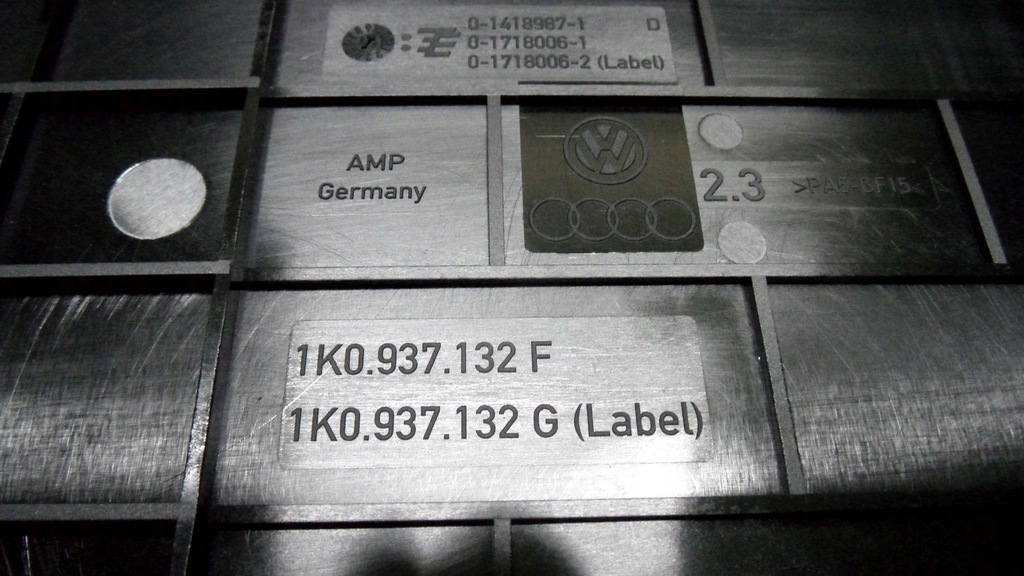 0-1418987-1 D
0-1718006-1
0-1718006-2 (Label)
AMP
Germany
VW
2.3
1K0.937.132 F
1K0.937.132 G (Label)